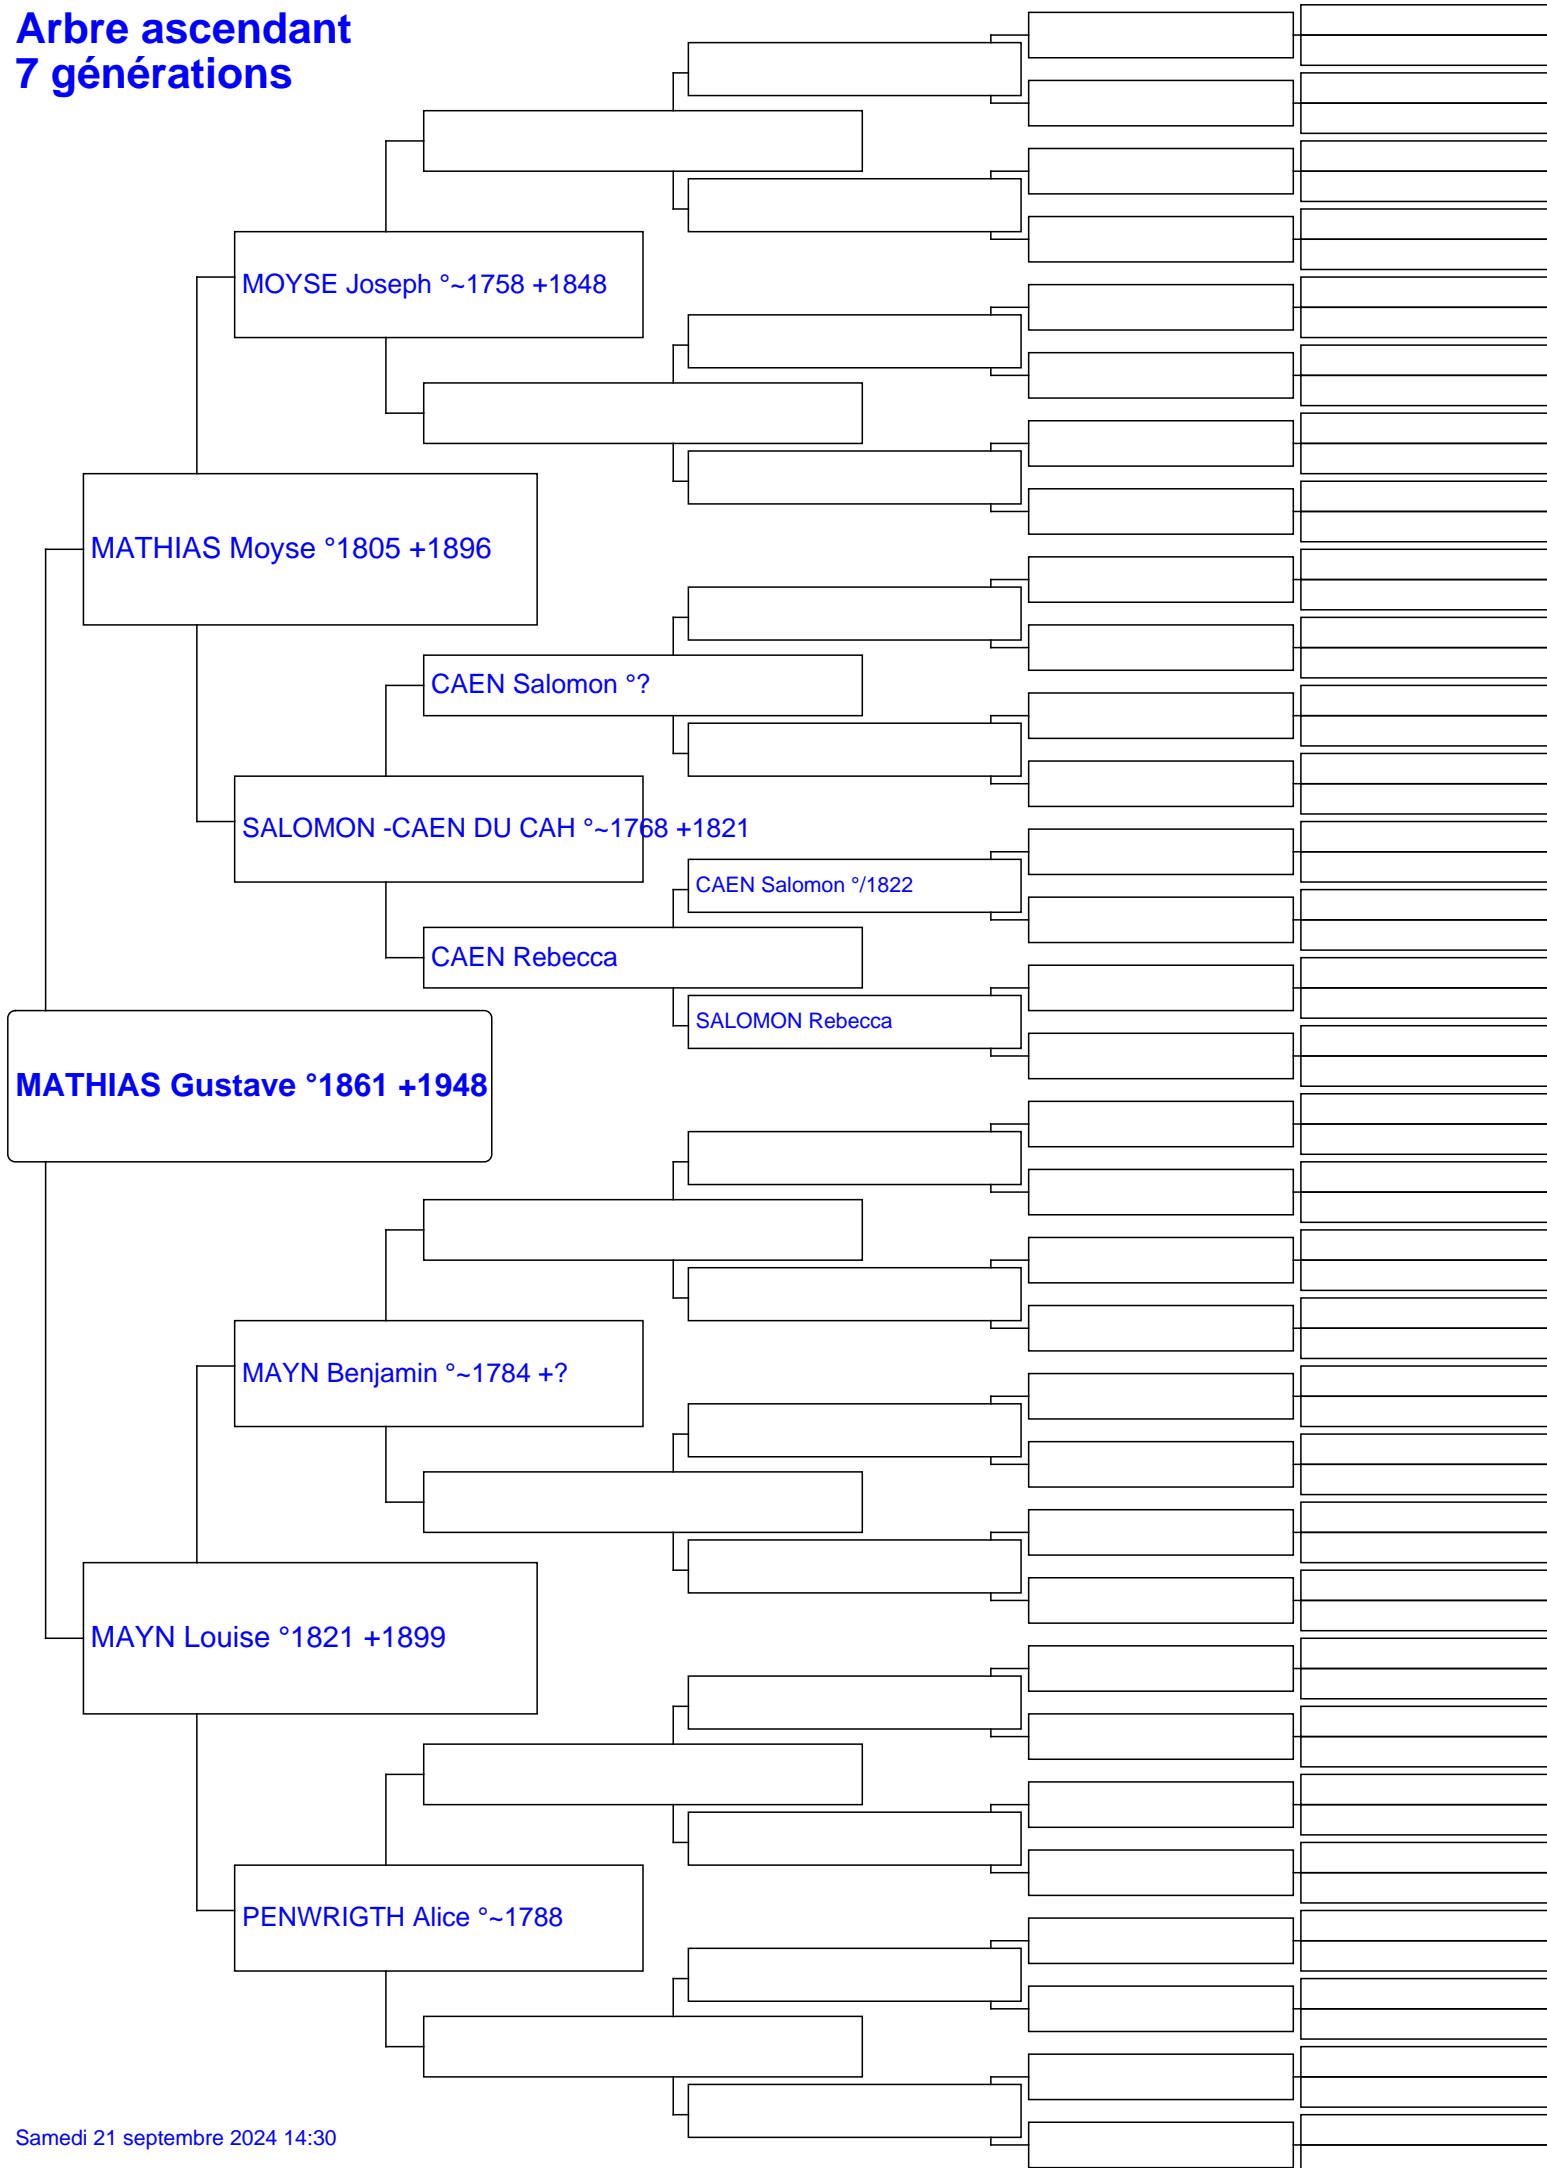 Arbre ascendant
7 générations
MOYSE Joseph °~1758 +1848
MATHIAS Moyse °1805 +1896
CAEN Salomon °?
SALOMON -CAEN DU CAH °~1768 +1821
CAEN Salomon °/1822
CAEN Rebecca
SALOMON Rebecca
MATHIAS Gustave °1861 +1948
MAYN Benjamin °~1784 +?
MAYN Louise °1821 +1899
PENWRIGTH Alice °~1788
Samedi 21 septembre 2024 14:30